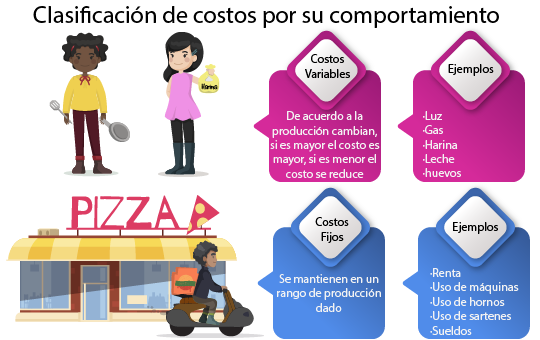 Clasificación de costos por su comportamiento
Harina
Costos
Variables
De acuerdo a la
producción cambian,
si es mayor el costo es
mayor, si es menor el
costo se reduce
Ejemplos
·Luz
·Gas
·Harina
·Leche
·huevos
PIZZA
Costos
Fijos
Se mantienen en un
rango de producción
dado
Ejemplos
·Renta
·Uso de máquinas
·Uso de hornos
·Uso de sartenes
·Sueldos